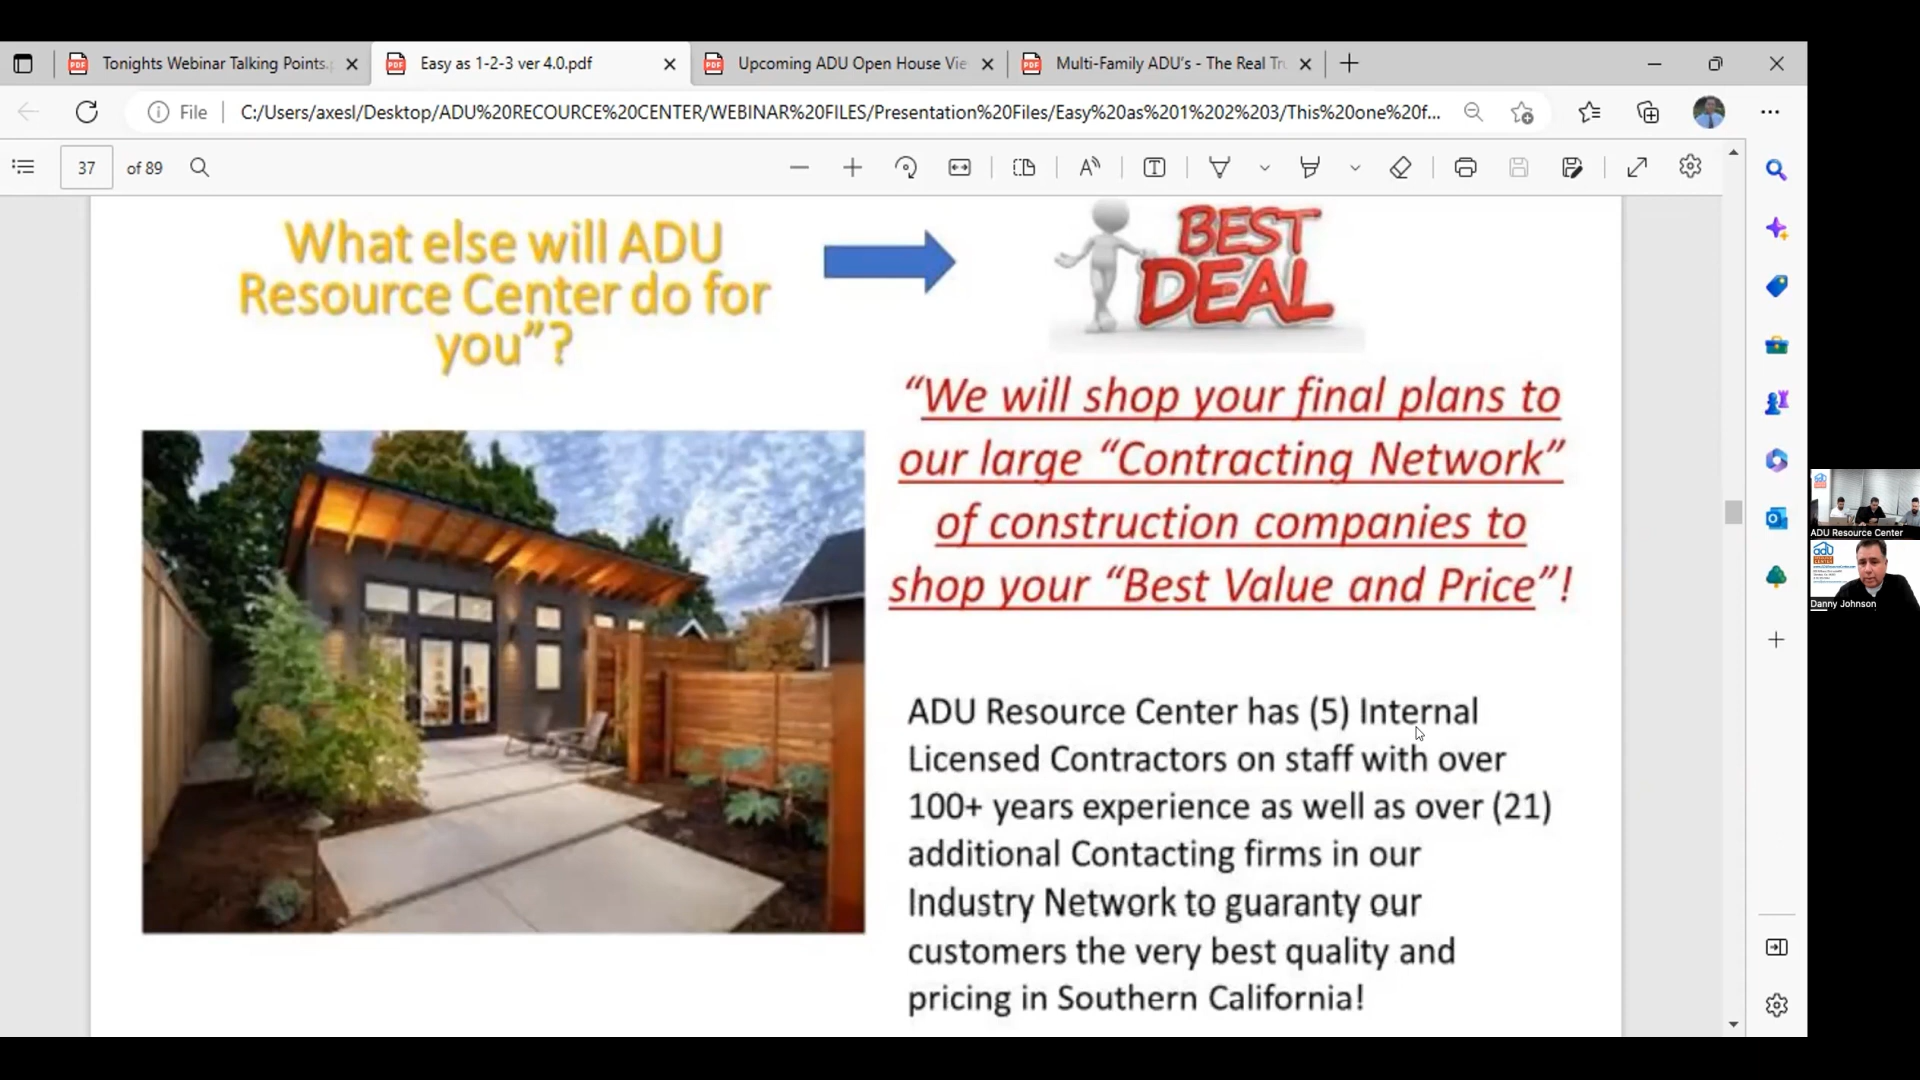 Tonights Webinar Talking Points.
Easy as 1-2-3 ver 4.0.pdf
Upcoming ADU Open House Vie
Multi-Family ADU's - The Real Tru
File
C:/Users/axesl/Desktop/ADU%20RECOURCE%20CENTER/WEBINAR%20FILES/Presentation%20Files/Easy%20as%201%202%203/This%20one%20f...
37 of 89
What else will ADU
Resource Center do for
you"?
BEST
DEAL
"We will shop your final plans to
our large "Contracting Network"
of construction companies to
shop your "Best Value and Price"!
ADU Resource Center has (5) Internal
Licensed Contractors on staff with over
100+ years experience as well as over (21)
additional Contacting firms in our
Industry Network to guaranty our
customers the very best quality and
pricing in Southern California!
ADU Resource Center
Danny Johnson